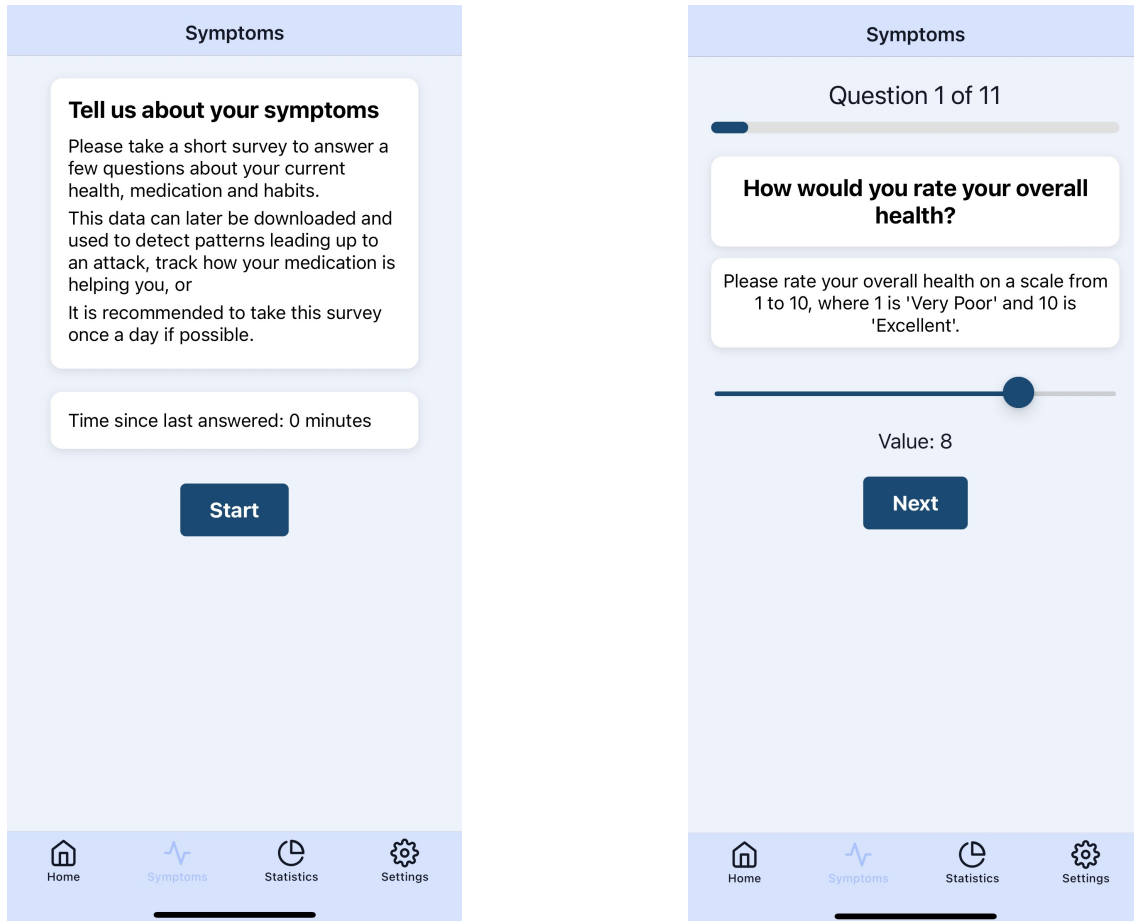 Symptoms
Tell us about your symptoms
Please take a short survey to answer a
few questions about your current
health, medication and habits.
This data can later be downloaded and
used to detect patterns leading up to
an attack, track how your medication is
helping you, or
It is recommended to take this survey
once a day if possible.
Time since last answered: 0 minutes
Start
Home
Symptoms
Statistics
Settings
Symptoms
Question 1 of 11
How would you rate your overall
health?
Please rate your overall health on a scale from
1 to 10, where 1 is 'Very Poor' and 10 is
'Excellent'.
Value: 8
Next
Home
Symptoms
Statistics
Settings